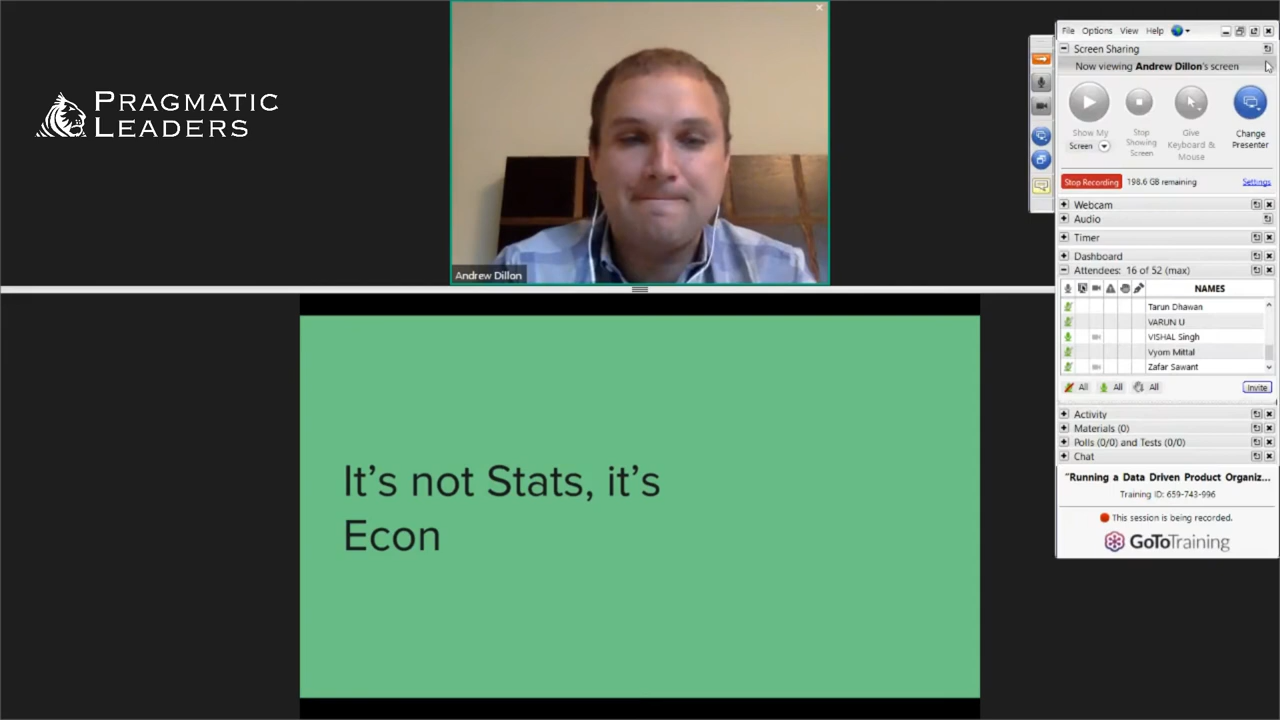 PRAGMATIC
LEADERS
Andrew Dillon
It's not Stats, it's
Econ
File Options View Help
Screen Sharing
Now viewing Andrew Dillon's screen
Show My
Screen
Stop
Showing
Screen
Give
Keyboard &
Mouse
Change
Presenter
Stop Recording 198.6 GB remaining Settings
Webcam
Audio
Timer
Dashboard
Attendees: 16 of 52 (max)
NAMES
Tarun Dhawan
VARUN U
VISHAL Singh
Vyom Mittal
Zafar Sawant
All All All Invite
Activity
Materials (0)
Polls (0/0) and Tests (0/0)
Chat
"Running a Data Driven Product Organiz...
Training ID: 659-743-996
This session is being recorded.
GoToTraining